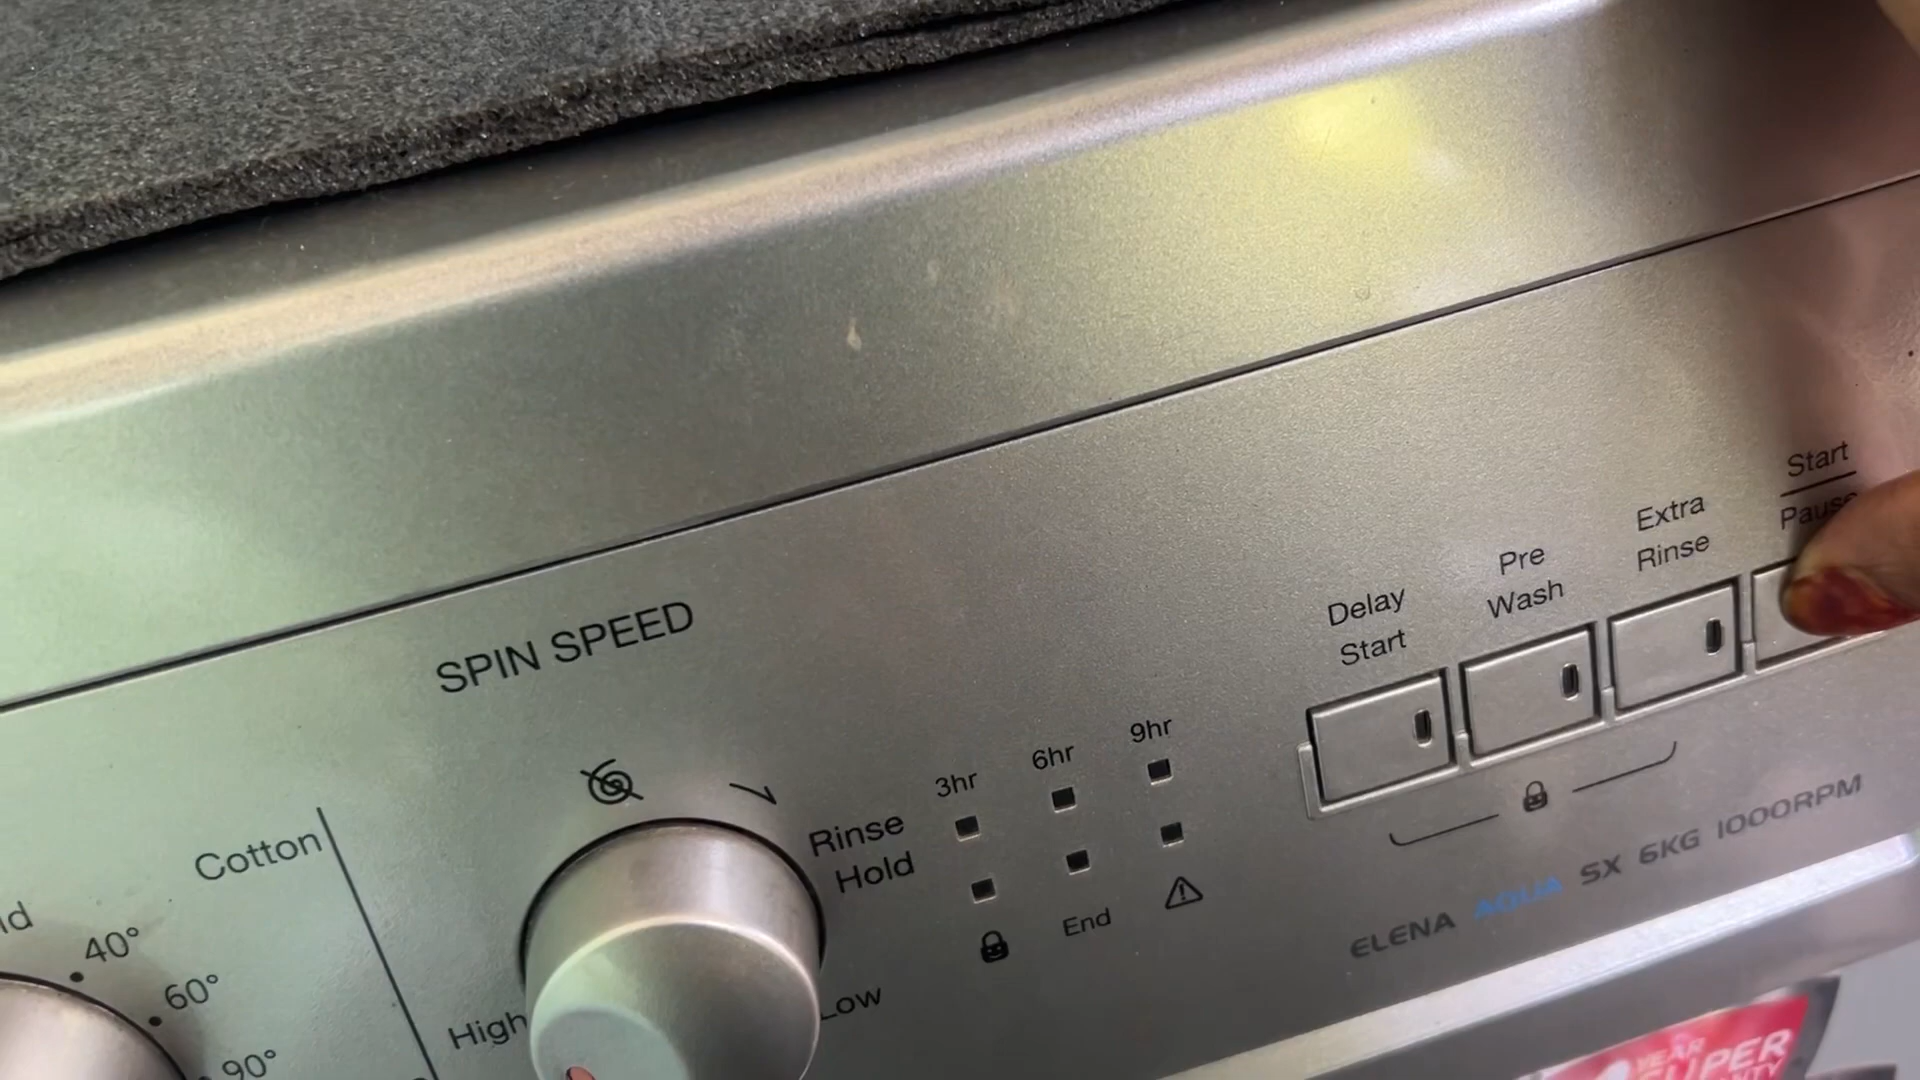 SPIN SPEED
Start
Pause
Extra
Rinse
Pre
Wash
Delay
Start
9hr
6hr
3hr
Rinse
Hold
Cotton
40°
60°
90°
High
Low
End
ELENA AQUA SX 6KG 1000RPM
YEAR
SUPER